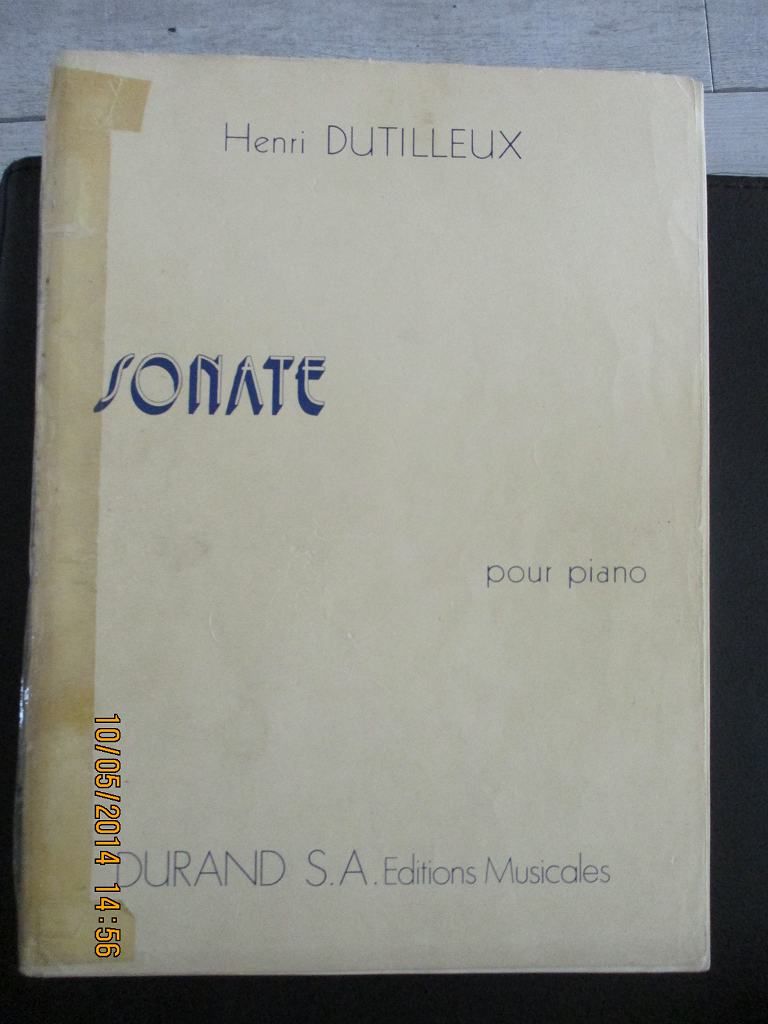 Henri DUTILLEUX
SONATE
pour piano
DURAND S.A. Editions Musicales
10/05/2014 14:56